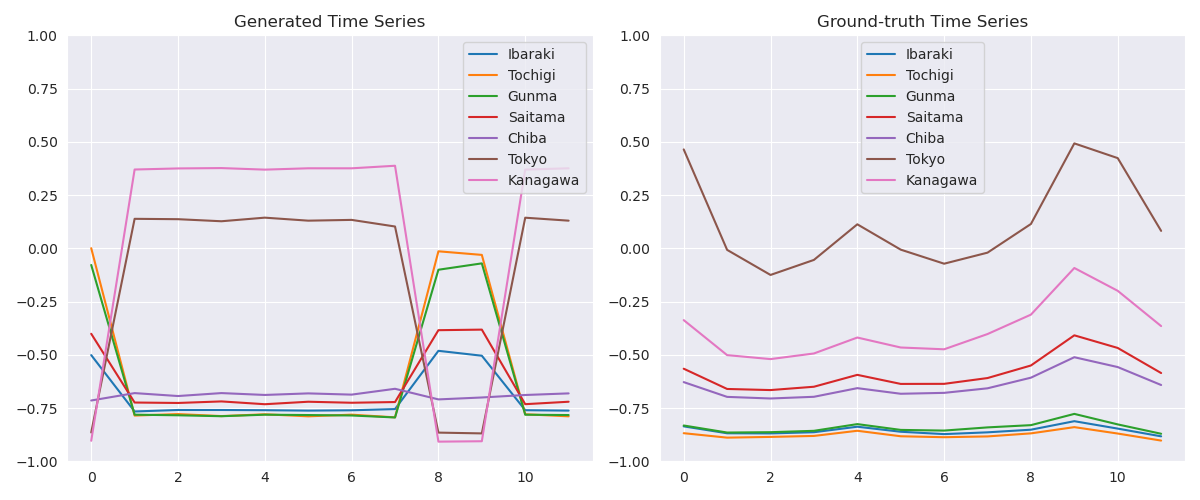 Generated Time Series
1.00
0.75
0.50
0.25
0.00
−0.25
−0.50
−0.75
−1.00
0 2 4 6 8 10
Ibaraki
Tochigi
Gunma
Saitama
Chiba
Tokyo
Kanagawa
Ground-truth Time Series
1.00
0.75
0.50
0.25
0.00
−0.25
−0.50
−0.75
−1.00
0 2 4 6 8 10
Ibaraki
Tochigi
Gunma
Saitama
Chiba
Tokyo
Kanagawa